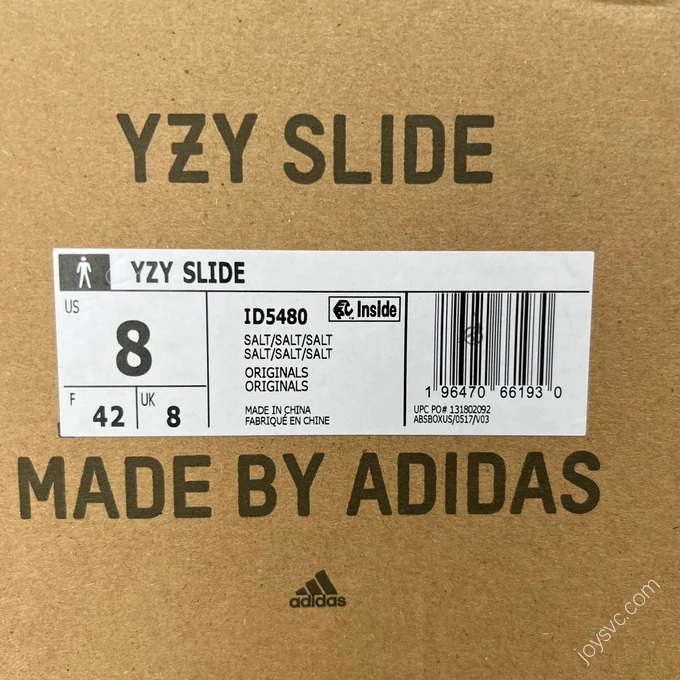 YZY SLIDE
YZY SLIDE
US
8
F
42
UK
8
ID5480
EC Inside
SALT/SALT/SALT
SALT/SALT/SALT
ORIGINALS
ORIGINALS
MADE IN CHINA
FABRIQUÉ EN CHINE
1 96470 66193 0
UPC PO# 131802092
ABSBOXUS/0517/V03
MADE BY ADIDAS
adidas
joysvc.com